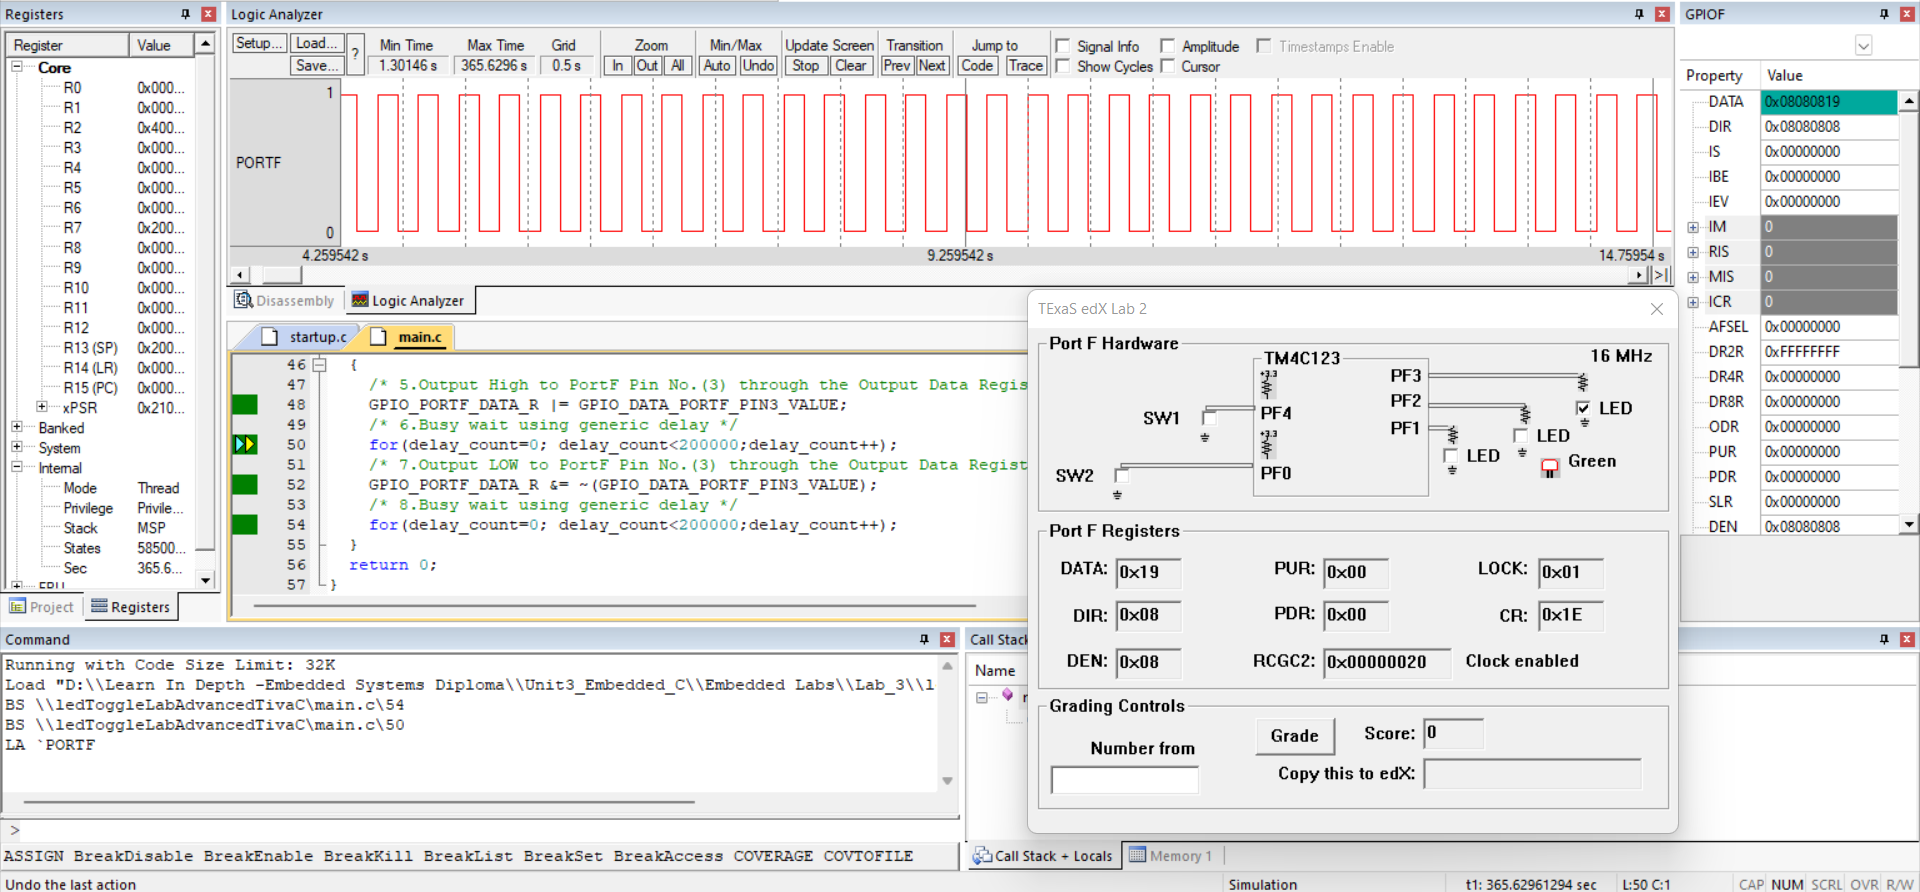 Registers
Register Value
Core
R0 0x000...
R1 0x000...
R2 0x400...
R3 0x000...
R4 0x000...
R5 0x000...
R6 0x000...
R7 0x200...
R8 0x000...
R9 0x000...
R10 0x000...
R11 0x000...
R12 0x000...
R13 (SP) 0x200...
R14 (LR) 0x000...
R15 (PC) 0x000...
xPSR 0x210...
Banked
System
Internal
Mode Thread
Privilege Privile...
Stack MSP
States 58500...
Sec 365.6...
FPU
Project Registers
Logic Analyzer
Setup... Load... ? Min Time Max Time Grid Zoom Min/Max Update Screen Transition Jump to Signal Info Amplitude Timestamps Enable
Save... 1.30146 s 365.6296 s 0.5 s In Out All Auto Undo Stop Clear Prev Next Code Trace Show Cycles Cursor
1
PORTF
0
4.259542 s 9.259542 s 14.75954 s
Disassembly Logic Analyzer
startup.c main.c
46 {
47 /* 5.Output High to PortF Pin No.(3) through the Output Data Regis
48 GPIO_PORTF_DATA_R |= GPIO_DATA_PORTF_PIN3_VALUE;
49 /* 6.Busy wait using generic delay */
50 for(delay_count=0; delay_count<200000;delay_count++);
51 /* 7.Output LOW to PortF Pin No.(3) through the Output Data Regist
52 GPIO_PORTF_DATA_R &= ~(GPIO_DATA_PORTF_PIN3_VALUE);
53 /* 8.Busy wait using generic delay */
54 for(delay_count=0; delay_count<200000;delay_count++);
55 }
56 return 0;
57 }
GPIOF
Property Value
DATA 0x08080819
DIR 0x08080808
IS 0x00000000
IBE 0x00000000
IEV 0x00000000
IM 0
RIS 0
MIS 0
ICR 0
AFSEL 0x00000000
DR2R 0xFFFFFFFF
DR4R 0x00000000
DR8R 0x00000000
ODR 0x00000000
PUR 0x00000000
PDR 0x00000000
SLR 0x00000000
DEN 0x08080808
TExaS edX Lab 2
Port F Hardware
TM4C123 16 MHz
+3.3 PF3
SW1 PF4 PF2 LED
+3.3 PF1 LED
LED
SW2 PF0 Green
Port F Registers
DATA: 0x19 PUR: 0x00 LOCK: 0x01
DIR: 0x08 PDR: 0x00 CR: 0x1E
DEN: 0x08 RCGC2: 0x00000020 Clock enabled
Grading Controls
Number from Grade Score: 0
Copy this to edX:
Command
Running with Code Size Limit: 32K
Load "D:\\Learn In Depth -Embedded Systems Diploma\\Unit3_Embedded_C\\Embedded Labs\\Lab_3\\l
BS \\ledToggleLabAdvancedTivaC\main.c\54
BS \\ledToggleLabAdvancedTivaC\main.c\50
LA `PORTF
>
ASSIGN BreakDisable BreakEnable BreakKill BreakList BreakSet BreakAccess COVERAGE COVTOFILE
Call Stack
Name
Call Stack + Locals Memory 1
Undo the last action Simulation t1: 365.62961294 sec L:50 C:1 CAP NUM SCRL OVR R/W